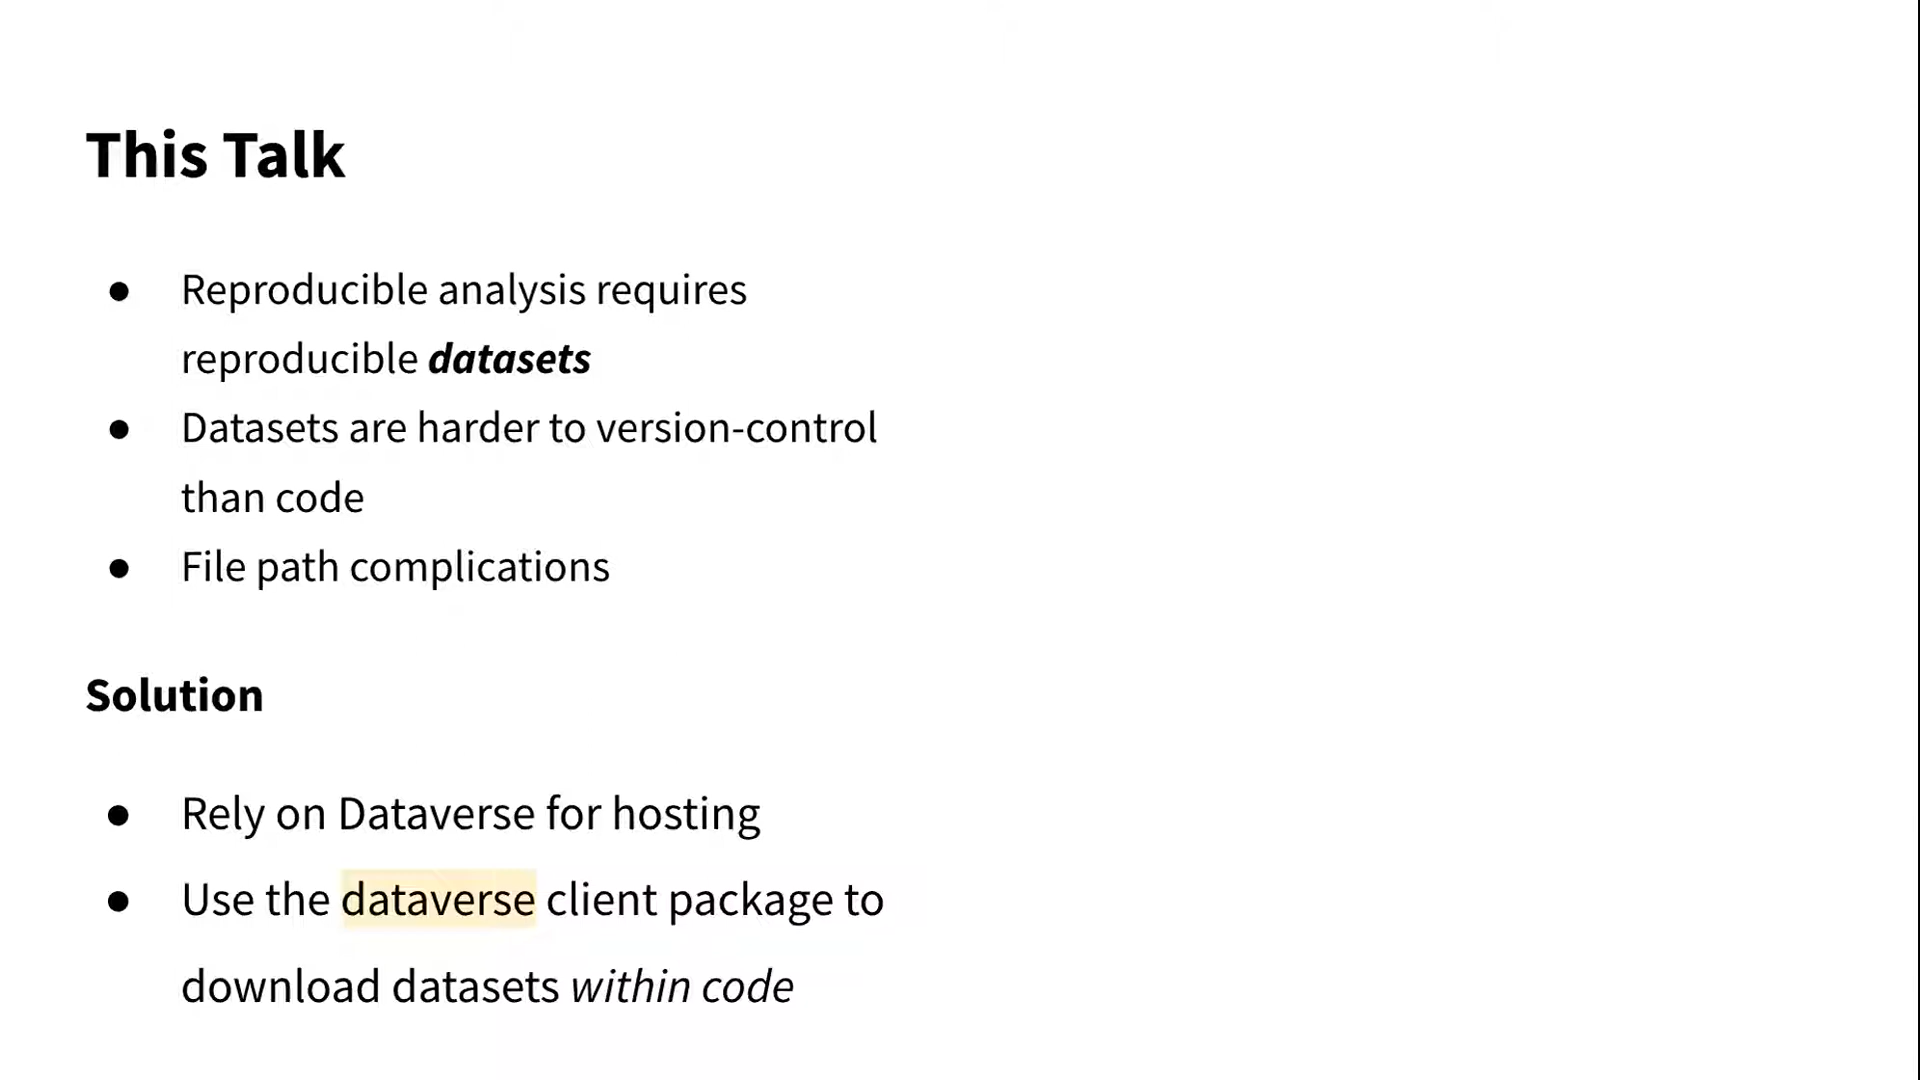 This Talk
● Reproducible analysis requires
reproducible datasets
● Datasets are harder to version-control
than code
● File path complications
Solution
● Rely on Dataverse for hosting
● Use the dataverse client package to
download datasets within code